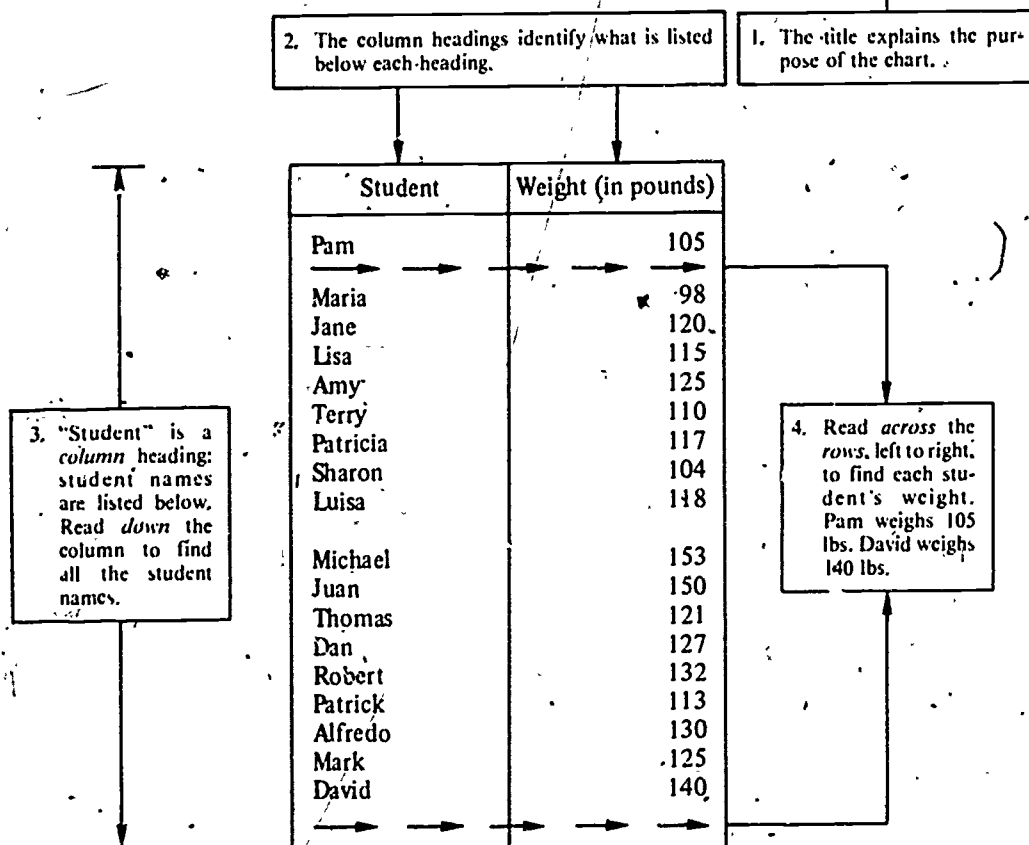 2. The column headings identify what is listed
below each heading.
1. The title explains the pur-
pose of the chart.
Student Weight (in pounds)
Pam 105
Maria 98
Jane 120
Lisa 115
Amy 125
Terry 110
Patricia 117
Sharon 104
Luisa 118
Michael 153
Juan 150
Thomas 121
Dan 127
Robert 132
Patrick 113
Alfredo 130
Mark 125
David 140
3. "Student" is a
column heading:
student names
are listed below.
Read down the
column to find
all the student
names.
4. Read across the
rows, left to right,
to find each stu-
dent's weight.
Pam weighs 105
lbs. David weighs
140 lbs.